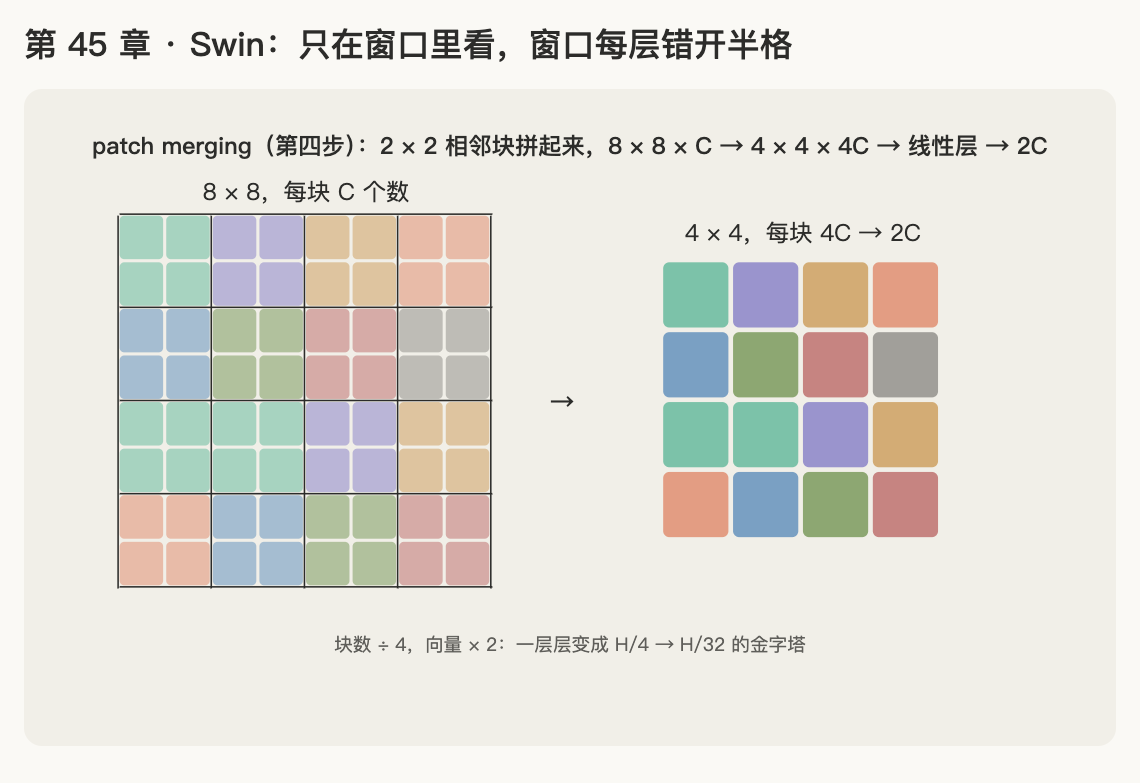 第 45 章 · Swin：只在窗口里看，窗口每层错开半格
patch merging（第四步）：2 × 2 相邻块拼起来，8 × 8 × C → 4 × 4 × 4C → 线性层 → 2C
8 × 8，每块 C 个数
4 × 4，每块 4C → 2C
→
块数 ÷ 4，向量 × 2：一层层变成 H/4 → H/32 的金字塔